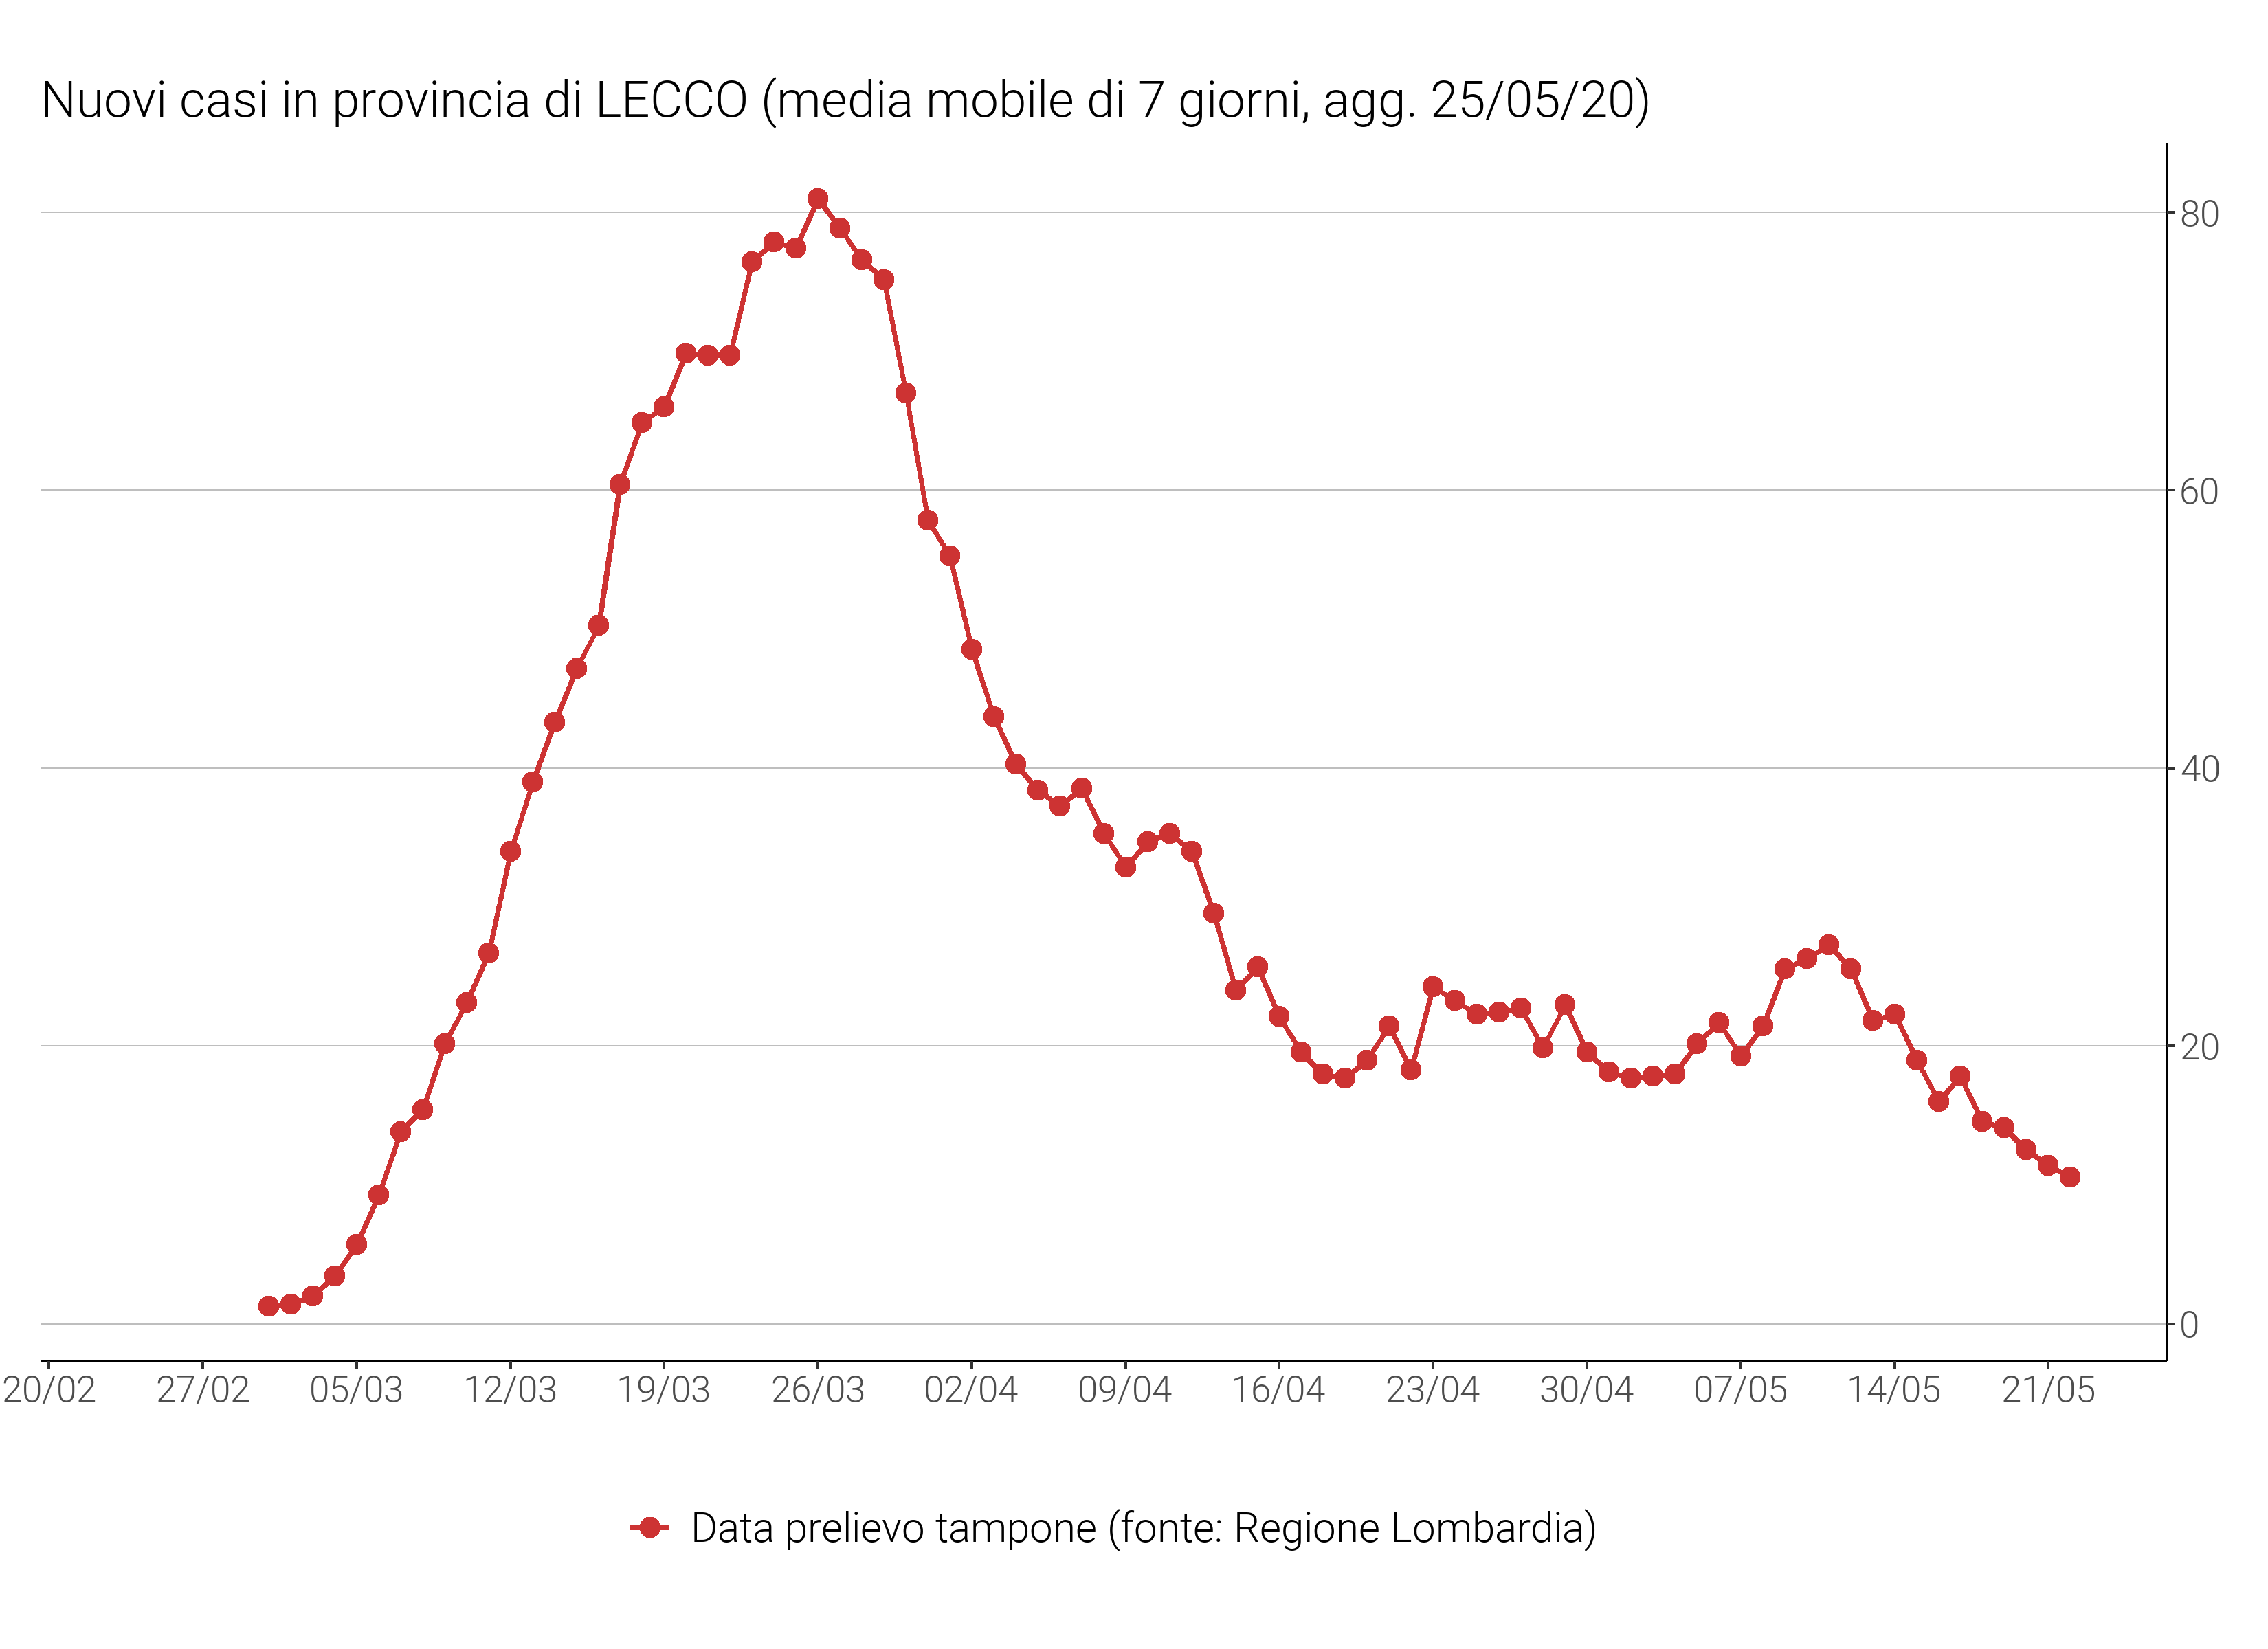 Nuovi casi in provincia di LECCO (media mobile di 7 giorni, agg. 25/05/20)
80
60
40
20
0
20/02 27/02 05/03 12/03 19/03 26/03 02/04 09/04 16/04 23/04 30/04 07/05 14/05 21/05
Data prelievo tampone (fonte: Regione Lombardia)